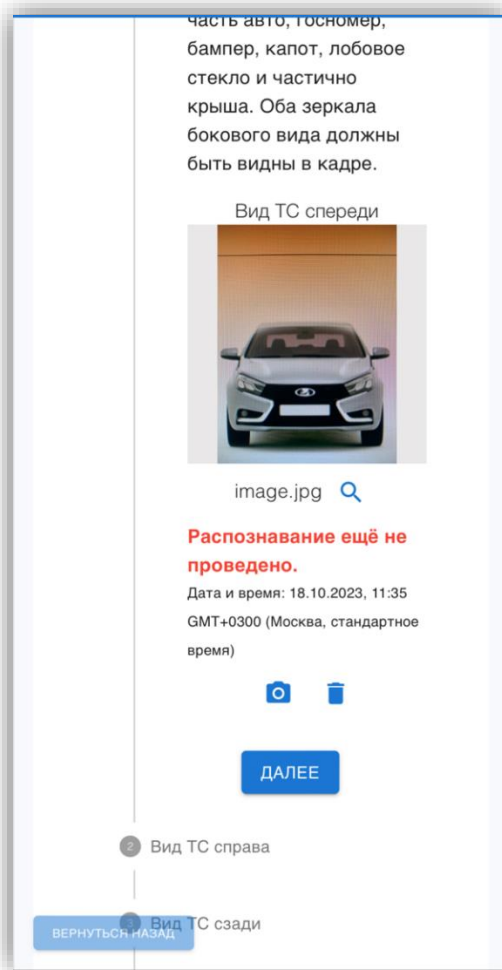 часть авто, госномер,
бампер, капот, лобовое
стекло и частично
крыша. Оба зеркала
бокового вида должны
быть видны в кадре.
Вид ТС спереди
image.jpg
Распознавание ещё не
проведено.
Дата и время: 18.10.2023, 11:35
GMT+0300 (Москва, стандартное
время)
ДАЛЕЕ
2 Вид ТС справа
3 Вид ТС сзади
ВЕРНУТЬСЯ НАЗАД